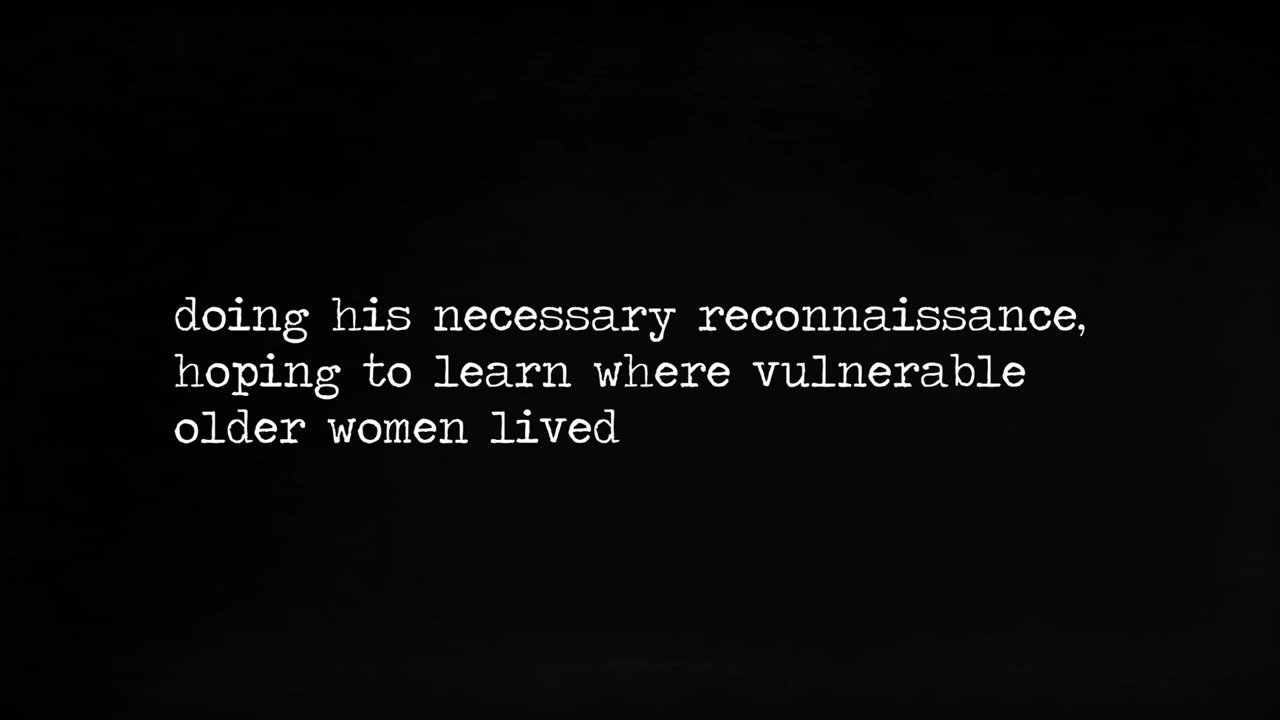 doing his necessary reconnaissance,
hoping to learn where vulnerable
older women lived